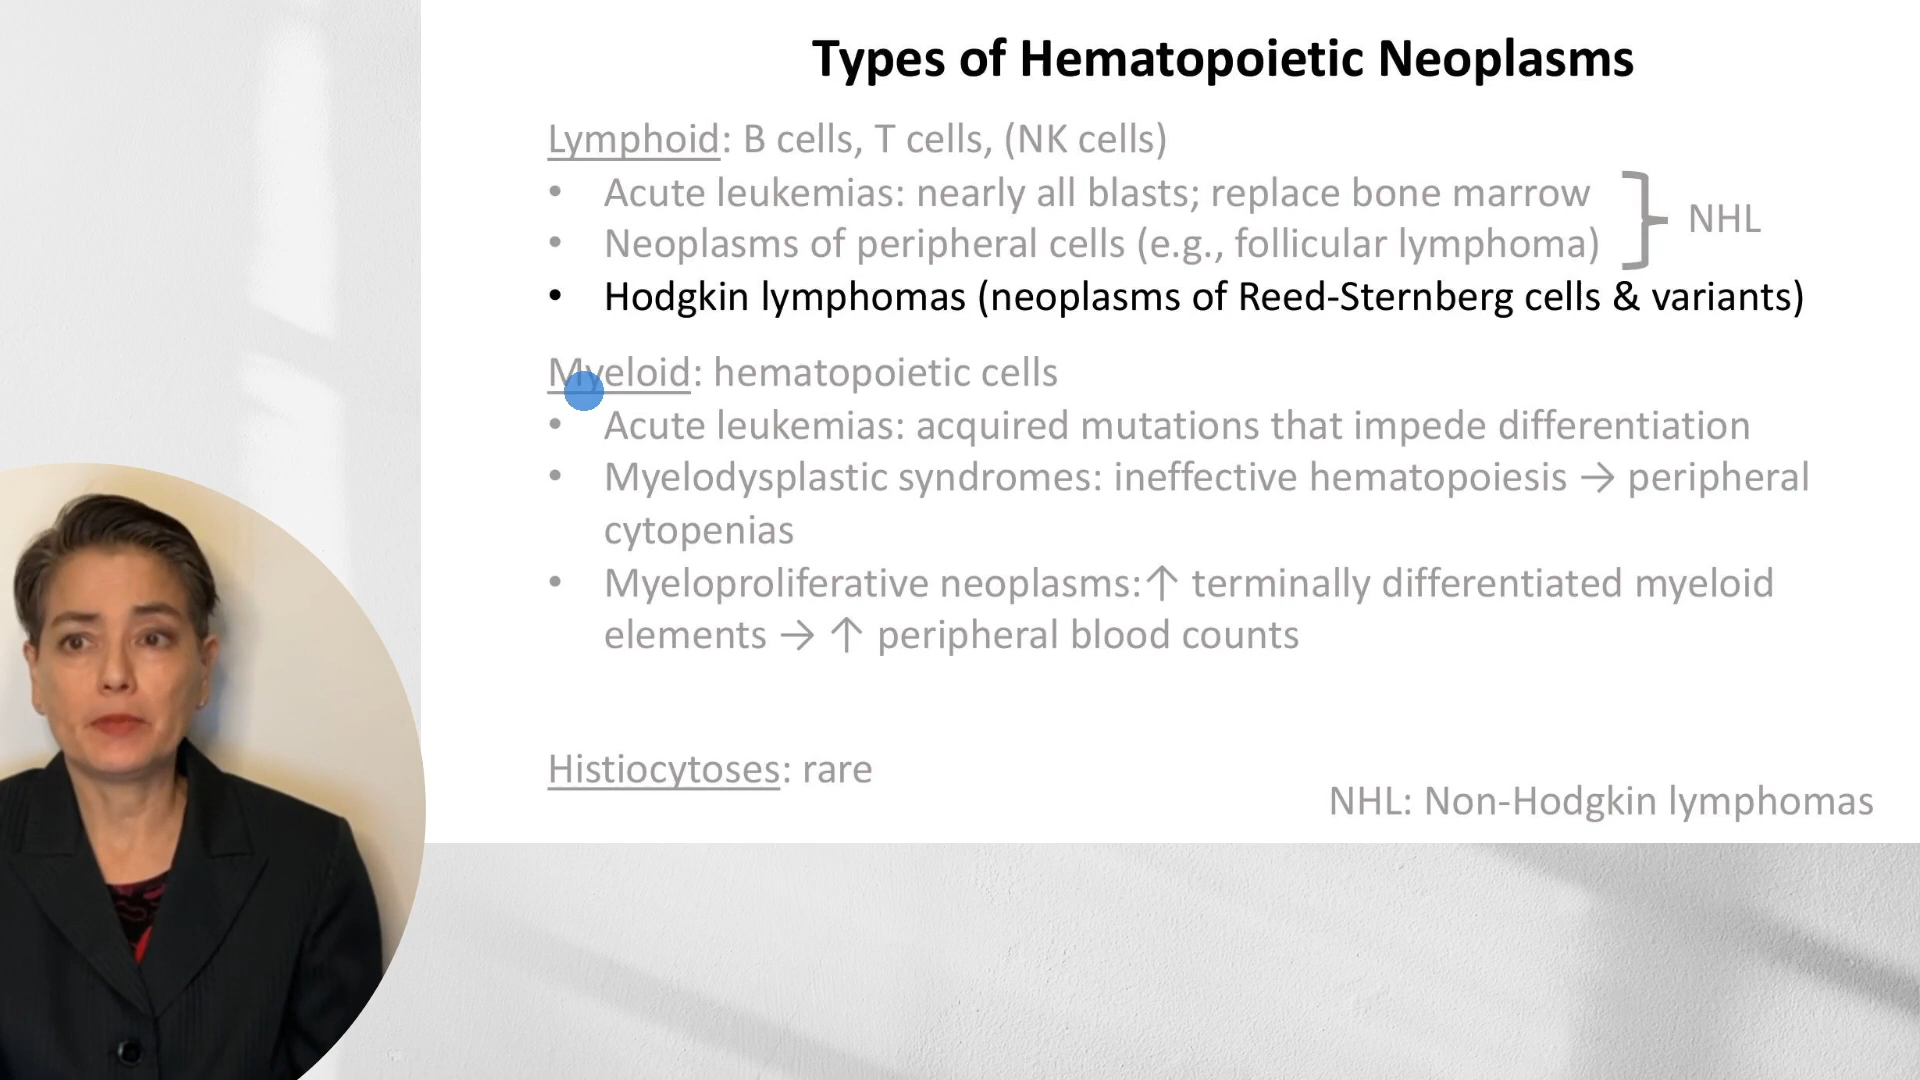 Types of Hematopoietic Neoplasms
Lymphoid: B cells, T cells, (NK cells)
• Acute leukemias: nearly all blasts; replace bone marrow
• Neoplasms of peripheral cells (e.g., follicular lymphoma)
NHL
• Hodgkin lymphomas (neoplasms of Reed-Sternberg cells & variants)
Myeloid: hematopoietic cells
• Acute leukemias: acquired mutations that impede differentiation
• Myelodysplastic syndromes: ineffective hematopoiesis → peripheral
cytopenias
• Myeloproliferative neoplasms:↑ terminally differentiated myeloid
elements → ↑ peripheral blood counts
Histiocytoses: rare
NHL: Non-Hodgkin lymphomas